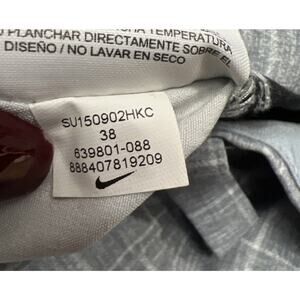 PLANCHAR DIRECTAMENTE SOBRE EL
DISEÑO / NO LAVAR EN SECO
SU150902HKC
38
639801-088
888407819209